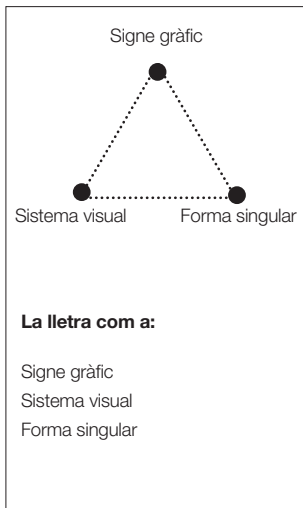 Signe gràfic
Sistema visual
Forma singular
La lletra com a:
Signe gràfic
Sistema visual
Forma singular